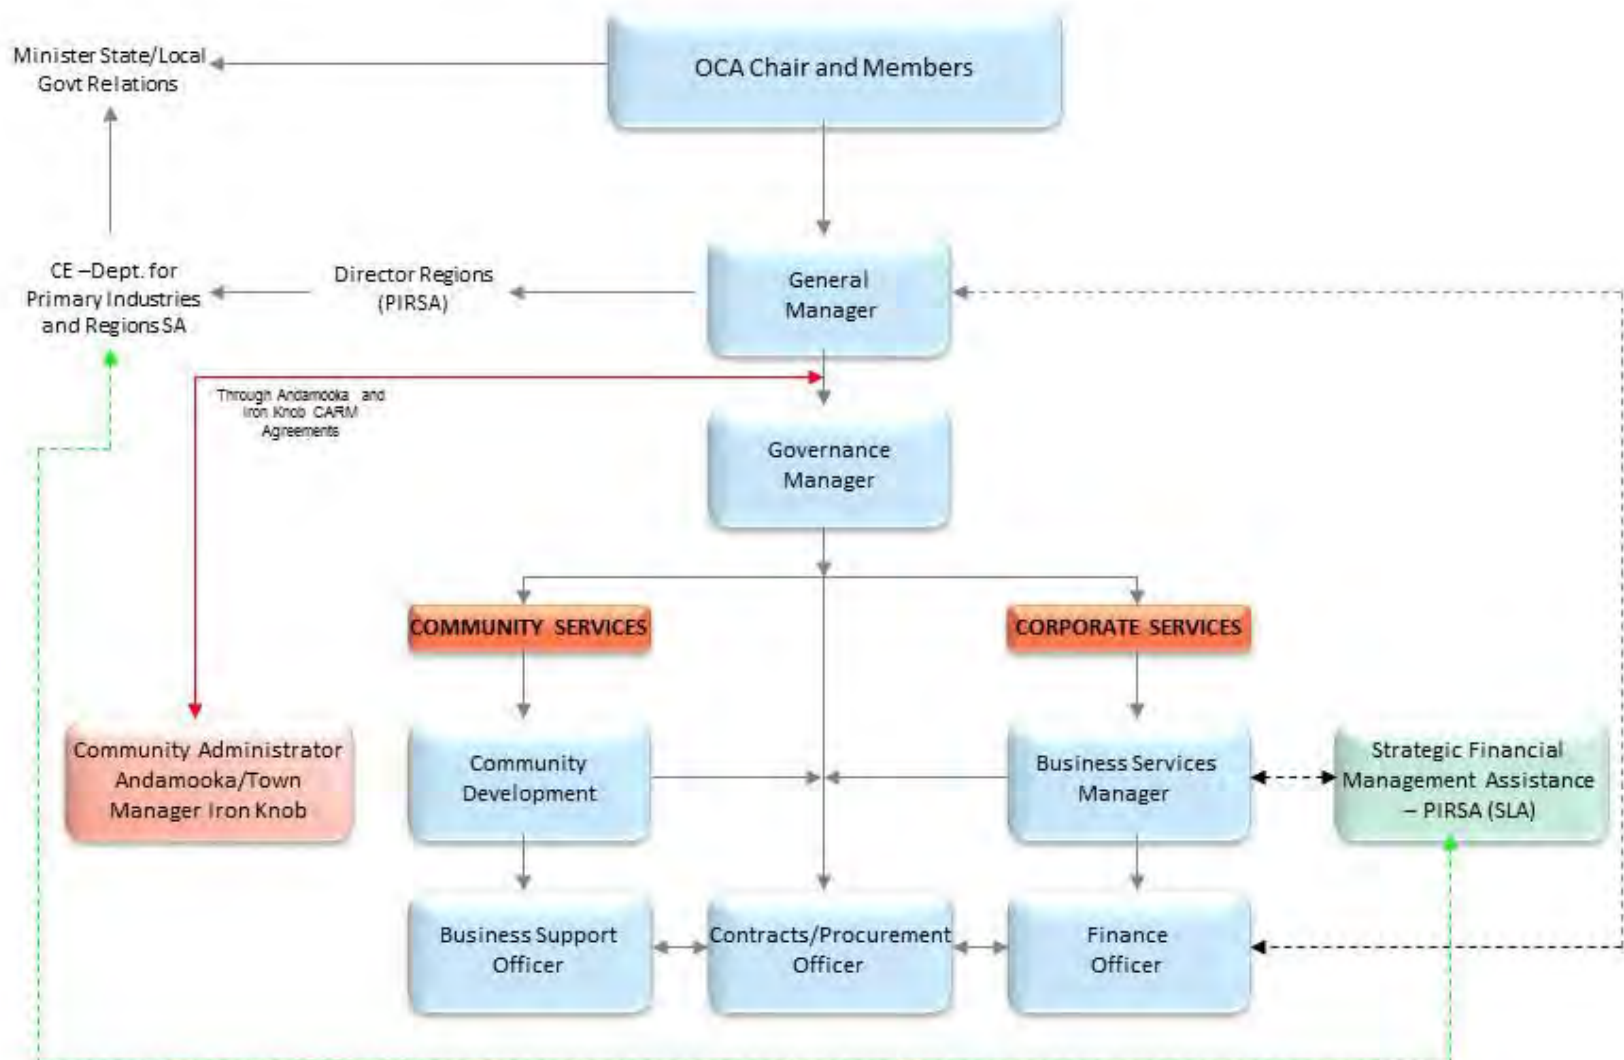 Minister State/Local
Govt Relations
OCA Chair and Members
CE –Dept. for
Primary Industries
and Regions SA
Director Regions
(PIRSA)
General
Manager
Through Andamooka and
Iron Knob CARM
Agreements
Governance
Manager
COMMUNITY SERVICES
CORPORATE SERVICES
Community Administrator
Andamooka/Town
Manager Iron Knob
Community
Development
Business Services
Manager
Strategic Financial
Management Assistance
– PIRSA (SLA)
Business Support
Officer
Contracts/Procurement
Officer
Finance
Officer